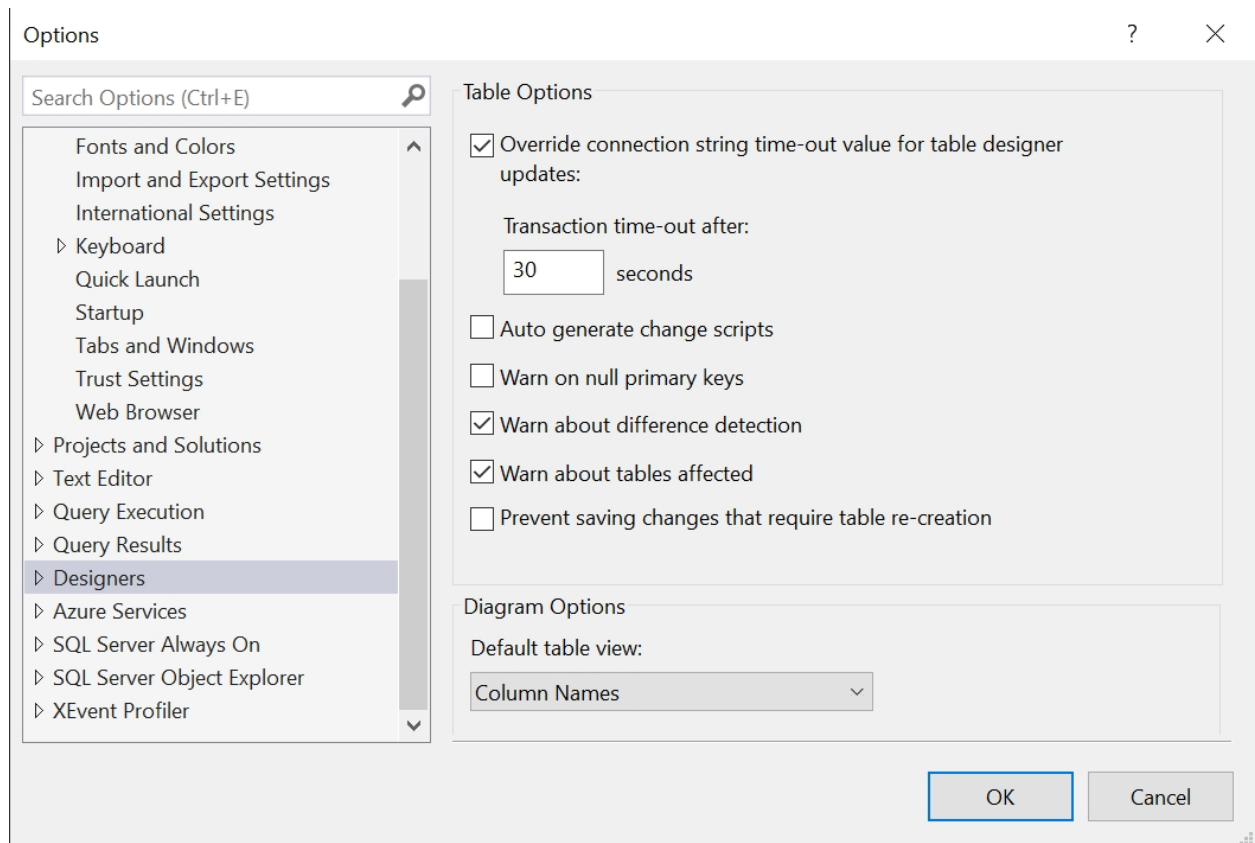 Options
?
Search Options (Ctrl+E)
Fonts and Colors
Import and Export Settings
International Settings
Keyboard
Quick Launch
Startup
Tabs and Windows
Trust Settings
Web Browser
Projects and Solutions
Text Editor
Query Execution
Query Results
Designers
Azure Services
SQL Server Always On
SQL Server Object Explorer
XEvent Profiler
Table Options
Override connection string time-out value for table designer
updates:
Transaction time-out after:
30 seconds
Auto generate change scripts
Warn on null primary keys
Warn about difference detection
Warn about tables affected
Prevent saving changes that require table re-creation
Diagram Options
Default table view:
Column Names
OK Cancel